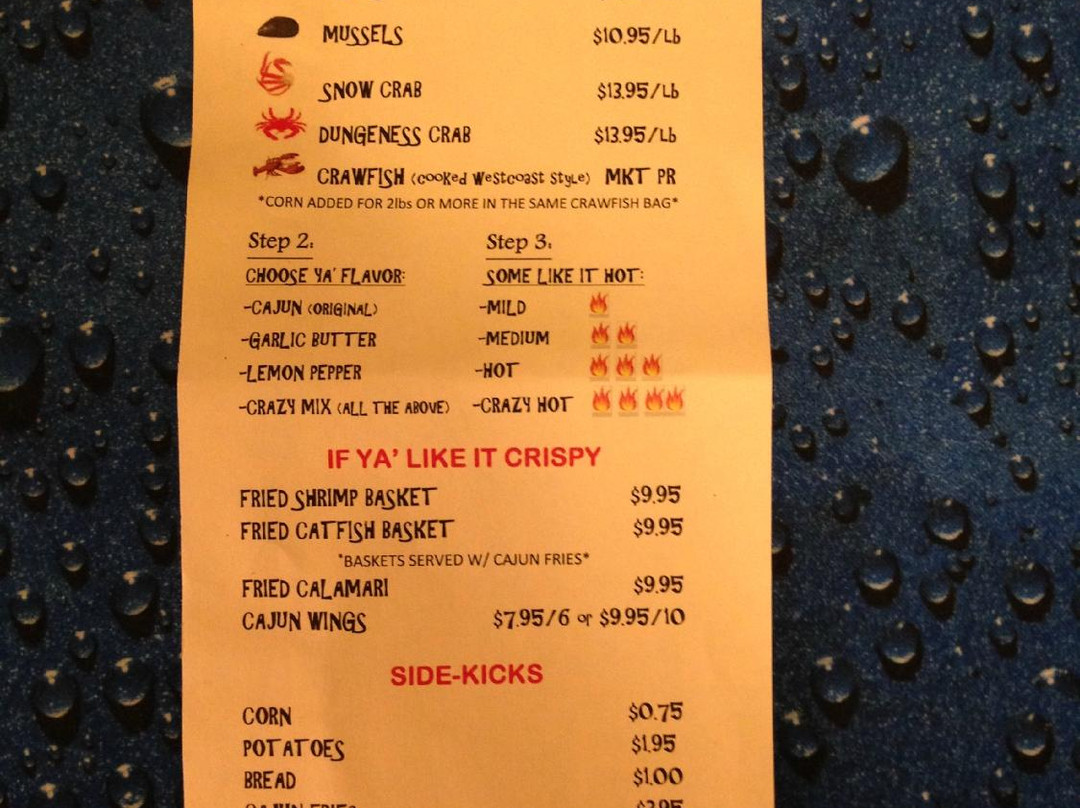 MUSSELS $10.95/Lb
SNOW CRAB $13.95/Lb
DUNGENESS CRAB $13.95/Lb
CRAWFISH (cooked Westcoast Style) MKT PR
*CORN ADDED FOR 2lbs OR MORE IN THE SAME CRAWFISH BAG*
Step 2: Step 3:
CHOOSE YA' FLAVOR: SOME LIKE IT HOT:
-CAJUN (ORIGINAL) -MILD
-GARLIC BUTTER -MEDIUM
-LEMON PEPPER -HOT
-CRAZY MIX (ALL THE ABOVE) -CRAZY HOT
IF YA' LIKE IT CRISPY
FRIED SHRIMP BASKET $9.95
FRIED CATFISH BASKET $9.95
*BASKETS SERVED W/ CAJUN FRIES*
FRIED CALAMARI $9.95
CAJUN WINGS $7.95/6 or $9.95/10
SIDE-KICKS
CORN $0.75
POTATOES $1.95
BREAD $1.00
CAJUN FRIES